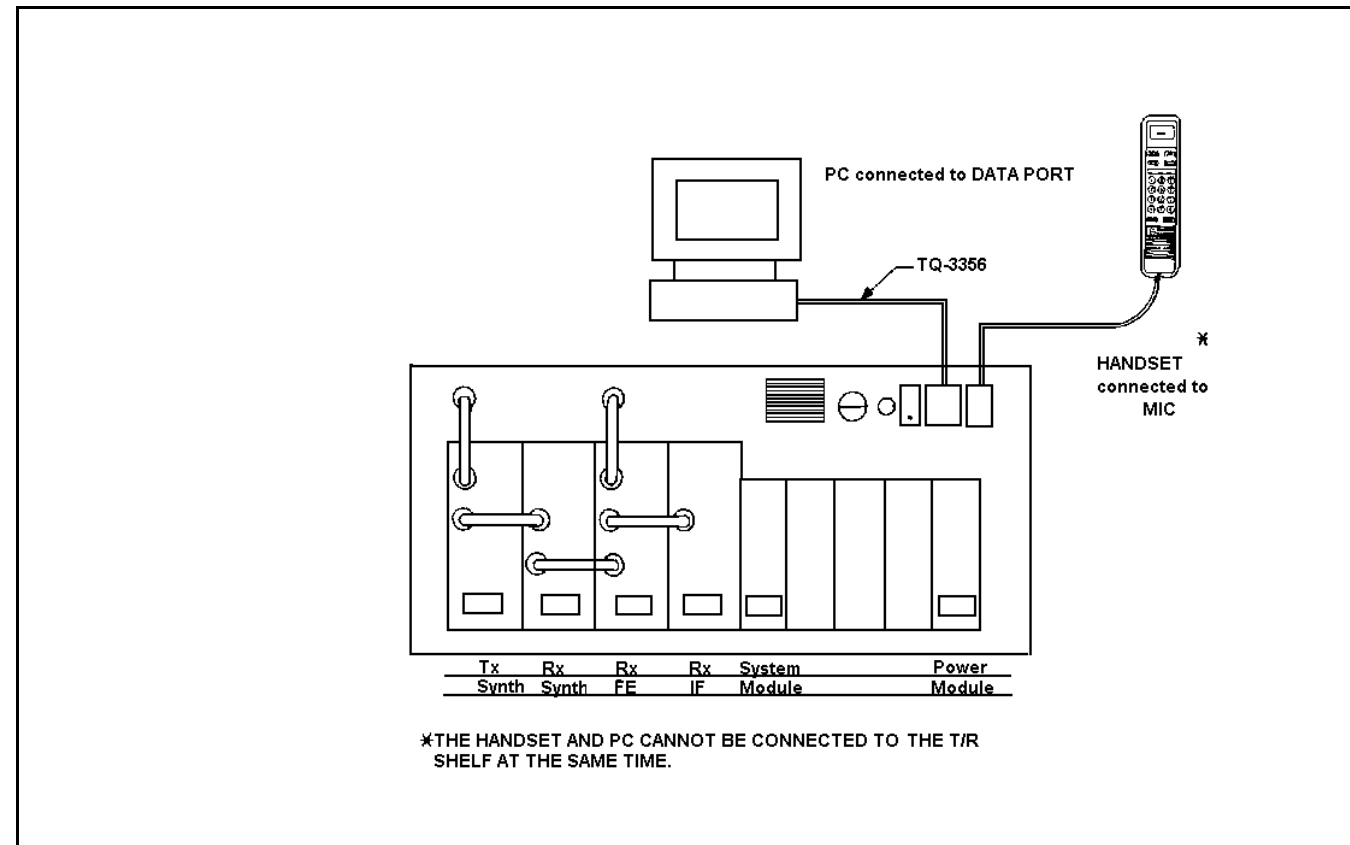 PC connected to DATA PORT
TQ-3356
*
HANDSET
connected to
MIC
Tx Rx Rx Rx System Power
Synth Synth FE IF Module Module
*THE HANDSET AND PC CANNOT BE CONNECTED TO THE T/R
SHELF AT THE SAME TIME.